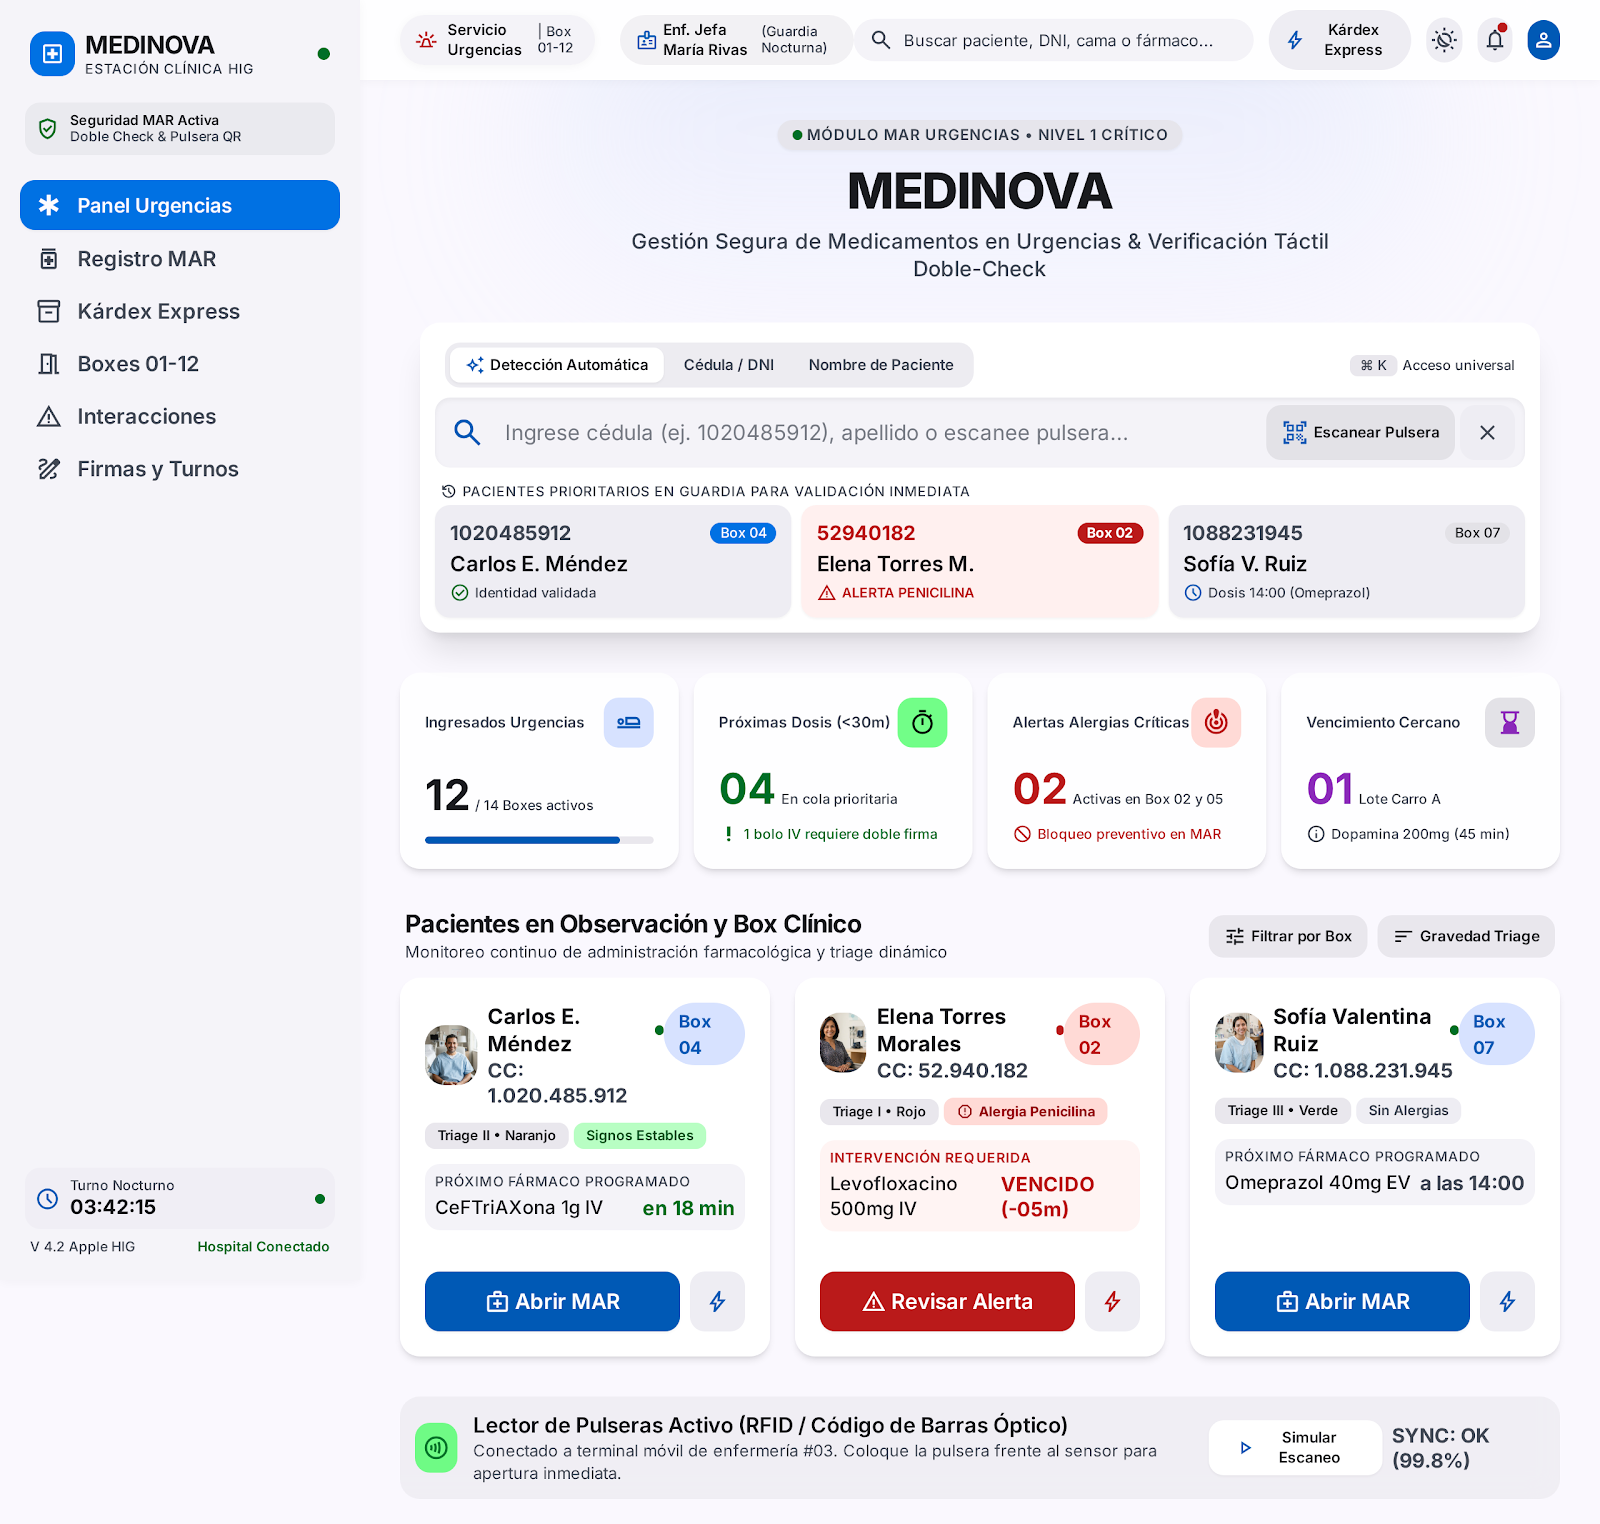 MEDINOVA
ESTACIÓN CLÍNICA HIG
Seguridad MAR Activa
Doble Check & Pulsera QR
Panel Urgencias
Registro MAR
Kárdex Express
Boxes 01-12
Interacciones
Firmas y Turnos
Turno Nocturno
03:42:15
V 4.2 Apple HIG
Hospital Conectado
Servicio
Urgencias
| Box
01-12
Enf. Jefa
María Rivas
(Guardia
Nocturna)
Buscar paciente, DNI, cama o fármaco...
Kárdex
Express
MÓDULO MAR URGENCIAS • NIVEL 1 CRÍTICO
MEDINOVA
Gestión Segura de Medicamentos en Urgencias & Verificación Táctil
Doble-Check
Detección Automática
Cédula / DNI
Nombre de Paciente
⌘ K
Acceso universal
Ingrese cédula (ej. 1020485912), apellido o escanee pulsera...
Escanear Pulsera
PACIENTES PRIORITARIOS EN GUARDIA PARA VALIDACIÓN INMEDIATA
1020485912
Box 04
Carlos E. Méndez
Identidad validada
52940182
Box 02
Elena Torres M.
ALERTA PENICILINA
1088231945
Box 07
Sofía V. Ruiz
Dosis 14:00 (Omeprazol)
Ingresados Urgencias
12 / 14 Boxes activos
Próximas Dosis (<30m)
04 En cola prioritaria
1 bolo IV requiere doble firma
Alertas Alergias Críticas
02 Activas en Box 02 y 05
Bloqueo preventivo en MAR
Vencimiento Cercano
01 Lote Carro A
Dopamina 200mg (45 min)
Pacientes en Observación y Box Clínico
Monitoreo continuo de administración farmacológica y triage dinámico
Filtrar por Box
Gravedad Triage
Carlos E.
Méndez
CC:
1.020.485.912
Box
04
Triage II • Naranjo
Signos Estables
PRÓXIMO FÁRMACO PROGRAMADO
CeFTriAXona 1g IV
en 18 min
Abrir MAR
Elena Torres
Morales
CC: 52.940.182
Box
02
Triage I • Rojo
Alergia Penicilina
INTERVENCIÓN REQUERIDA
Levofloxacino
500mg IV
VENCIDO
(-05m)
Revisar Alerta
Sofía Valentina
Ruiz
CC: 1.088.231.945
Box
07
Triage III • Verde
Sin Alergias
PRÓXIMO FÁRMACO PROGRAMADO
Omeprazol 40mg EV
a las 14:00
Abrir MAR
Lector de Pulseras Activo (RFID / Código de Barras Óptico)
Conectado a terminal móvil de enfermería #03. Coloque la pulsera frente al sensor para
apertura inmediata.
Simular
Escaneo
SYNC: OK
(99.8%)